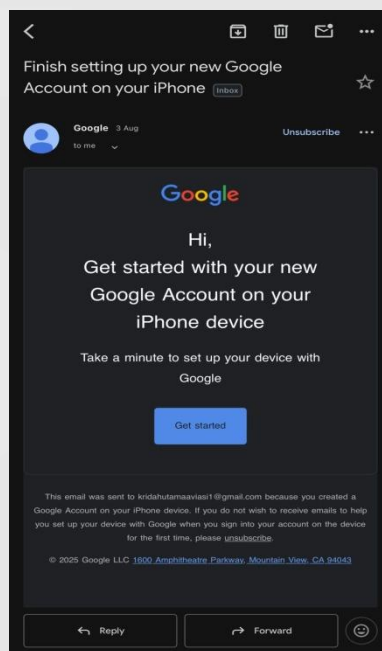 Finish setting up your new Google
Account on your iPhone Inbox
Google 3 Aug
Unsubscribe
to me
Google
Hi,
Get started with your new
Google Account on your
iPhone device
Take a minute to set up your device with
Google
Get started
This email was sent to kridahutamaaviasi1@gmail.com because you created a
Google Account on your iPhone device. If you do not wish to receive emails to help
you set up your device with Google when you sign into your account on the device
for the first time, please unsubscribe.
© 2025 Google LLC 1600 Amphitheatre Parkway, Mountain View, CA 94043
Reply
Forward